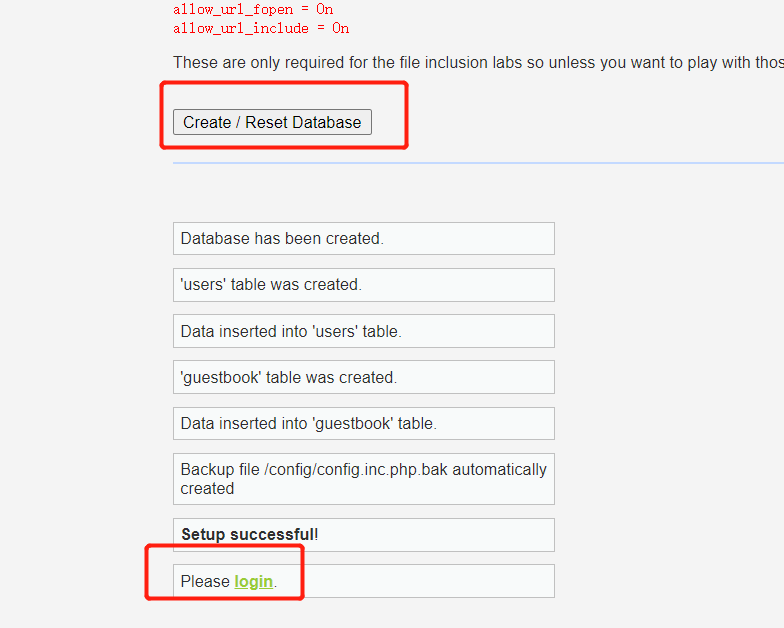 allow_url_fopen = On
allow_url_include = On
These are only required for the file inclusion labs so unless you want to play with
Create / Reset Database
Database has been created.
'users' table was created.
Data inserted into 'users' table.
'guestbook' table was created.
Data inserted into 'guestbook' table.
Backup file /config/config.inc.php.bak automatically
created
Setup successful!
Please login.